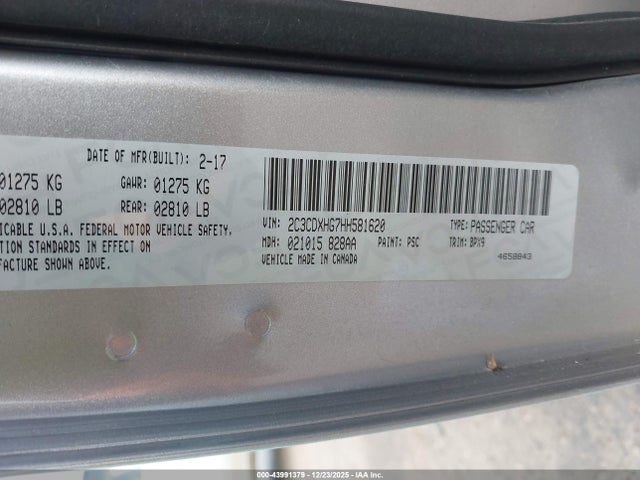 DATE OF MFR(BUILT): 2-17
01275 KG GAWR: 01275 KG
02810 LB REAR: 02810 LB
ICABLE U.S.A. FEDERAL MOTOR VEHICLE SAFETY,
TION STANDARDS IN EFFECT ON
FACTURE SHOWN ABOVE.
VIN: 2C3CDXHG7HH581620 TYPE: PASSENGER CAR
MDH: 021015 828AA PAINT: PSC TRIM: BPX9
VEHICLE MADE IN CANADA 4658843
000-43991379 - 12/23/2025 - IAA Inc.